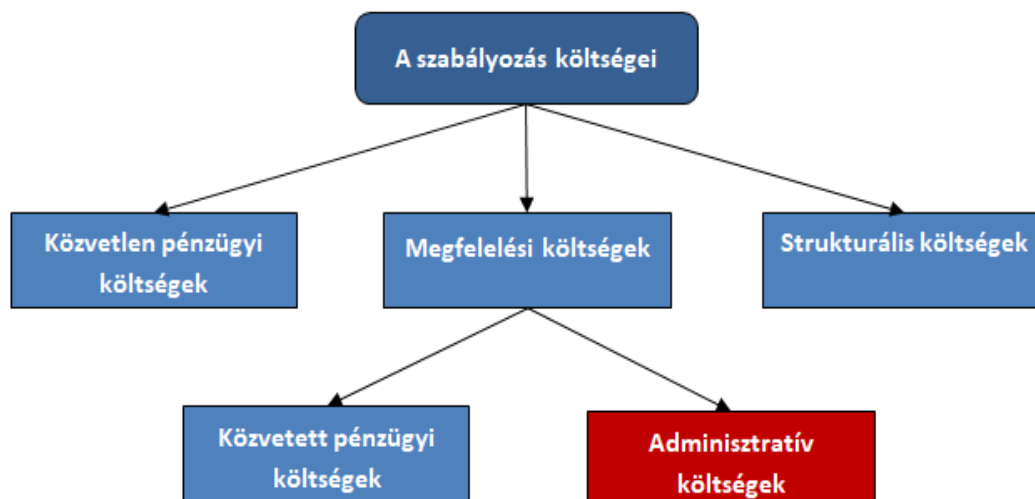 A szabályozás költségei
Közvetlen pénzügyi
költségek
Megfelelési költségek
Strukturális költségek
Közvetett pénzügyi
költségek
Adminisztratív
költségek